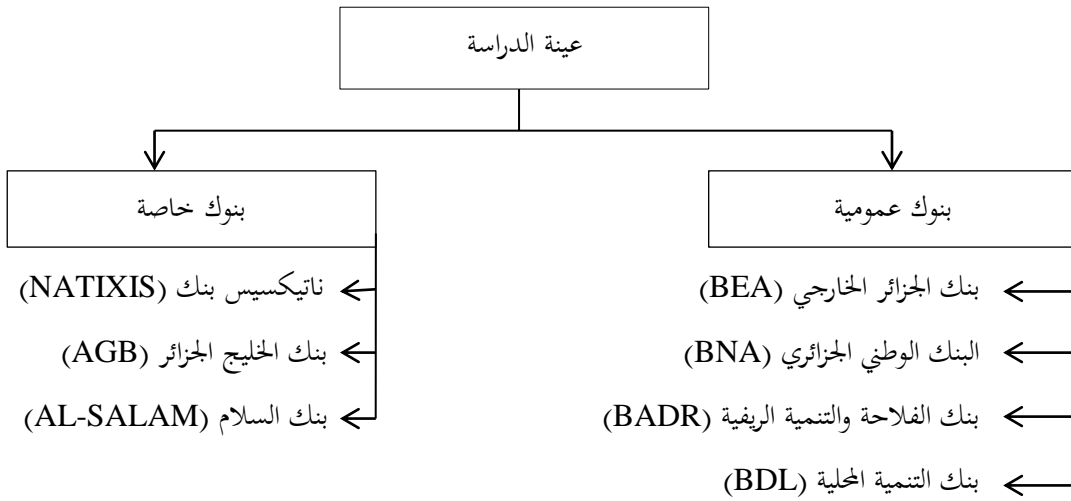 عينة الدراسة
بنوك عمومية
بنك الجزائر الخارجي (BEA)
البنك الوطني الجزائري (BNA)
بنك الفلاحة والتنمية الريفية (BADR)
بنك التنمية المحلية (BDL)
بنوك خاصة
ناتيكسيس بنك (NATIXIS)
بنك الخليج الجزائر (AGB)
بنك السلام (AL-SALAM)